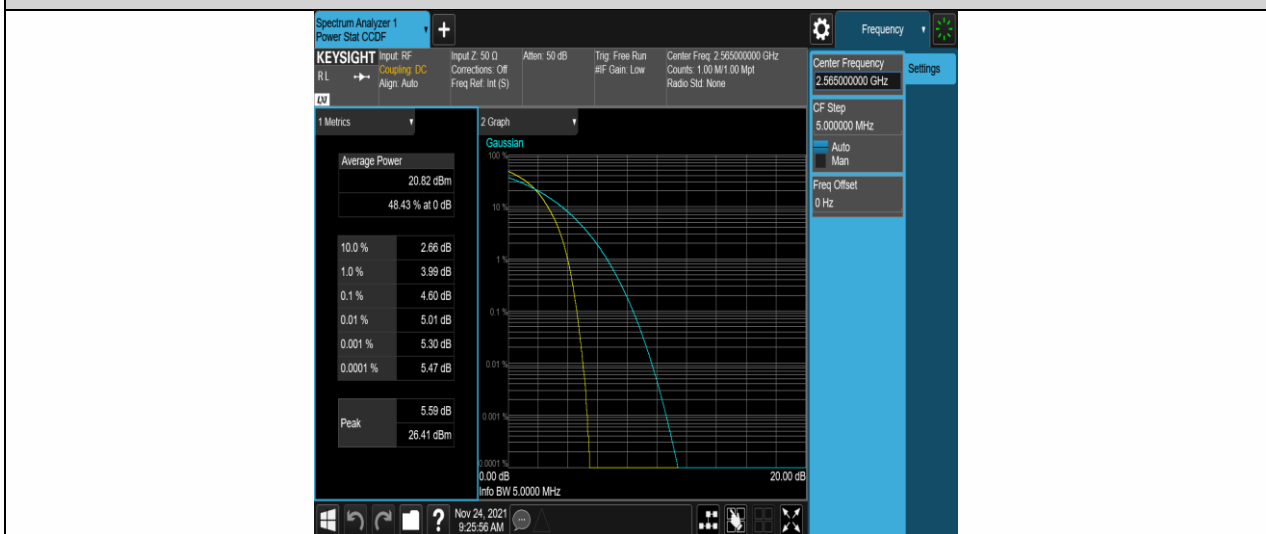 Spectrum Analyzer 1
Power Stat CCDF
Frequency
KEYSIGHT
Input: RF
Coupling: DC
Align: Auto
Input Z: 50 Ω
Corrections: Off
Freq Ref: Int (S)
Atten: 50 dB
Trig: Free Run
#IF Gain: Low
Center Freq: 2.565000000 GHz
Counts: 1.00 M/1.00 Mpt
Radio Std: None
R L
LXI
Center Frequency
2.565000000 GHz
Settings
CF Step
5.000000 MHz
Auto
Man
Freq Offset
0 Hz
1 Metrics
Average Power
20.82 dBm
48.43 % at 0 dB
10.0 % 2.66 dB
1.0 % 3.99 dB
0.1 % 4.60 dB
0.01 % 5.01 dB
0.001 % 5.30 dB
0.0001 % 5.47 dB
Peak
5.59 dB
26.41 dBm
2 Graph
Gaussian
100 %
10 %
1 %
0.1 %
0.01 %
0.001 %
0.0001 %
0.00 dB
20.00 dB
Info BW 5.0000 MHz
?
Nov 24, 2021
9:25:56 AM